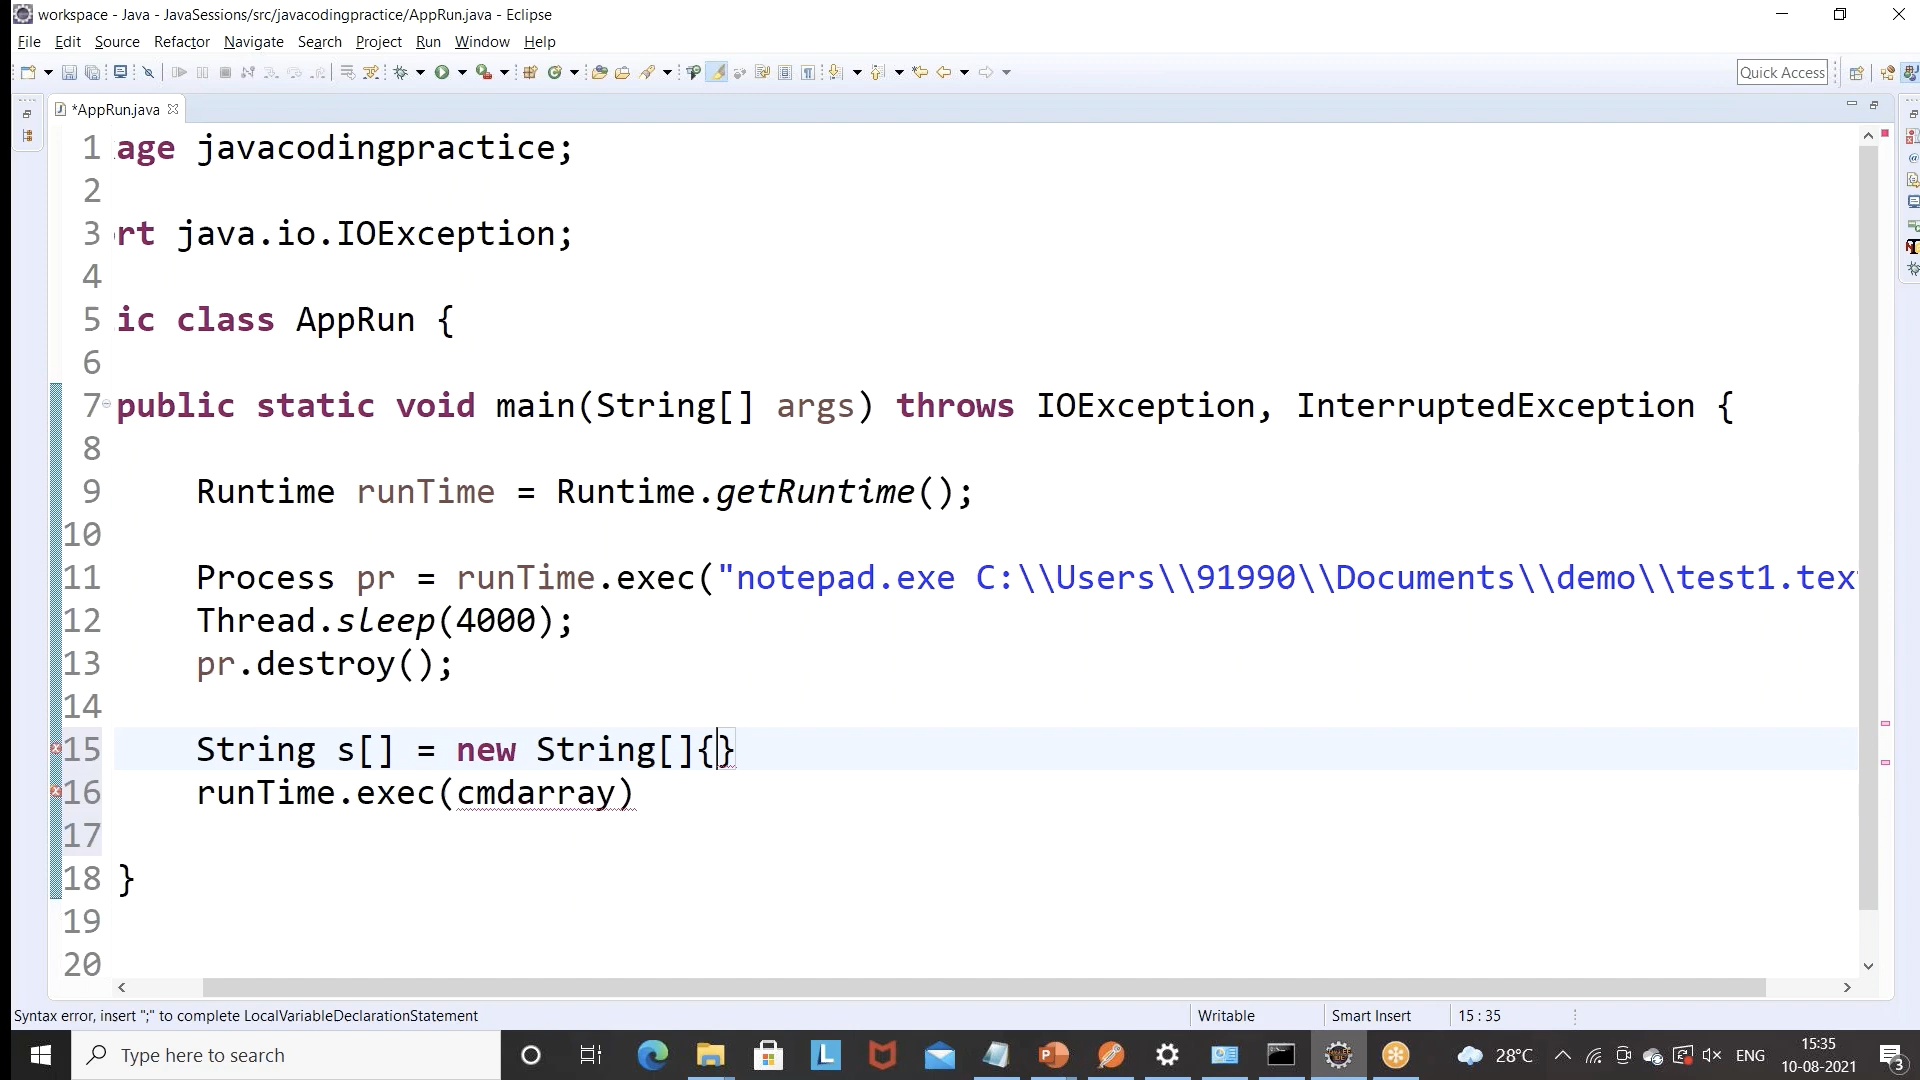 workspace - Java - JavaSessions/src/javacodingpractice/AppRun.java - Eclipse
File Edit Source Refactor Navigate Search Project Run Window Help
Quick Access
*AppRun.java
1 age javacodingpractice;
2
3 rt java.io.IOException;
4
5 ic class AppRun {
6
7 public static void main(String[] args) throws IOException, InterruptedException {
8
9 Runtime runTime = Runtime.getRuntime();
10
11 Process pr = runTime.exec("notepad.exe C:\\Users\\91990\\Documents\\demo\\test1.tex
12 Thread.sleep(4000);
13 pr.destroy();
14
15 String s[] = new String[]{}
16 runTime.exec(cmdarray)
17
18 }
19
20
Syntax error, insert ";" to complete LocalVariableDeclarationStatement Writable Smart Insert 15 : 35
Type here to search 28°C ENG 15:35
10-08-2021 3